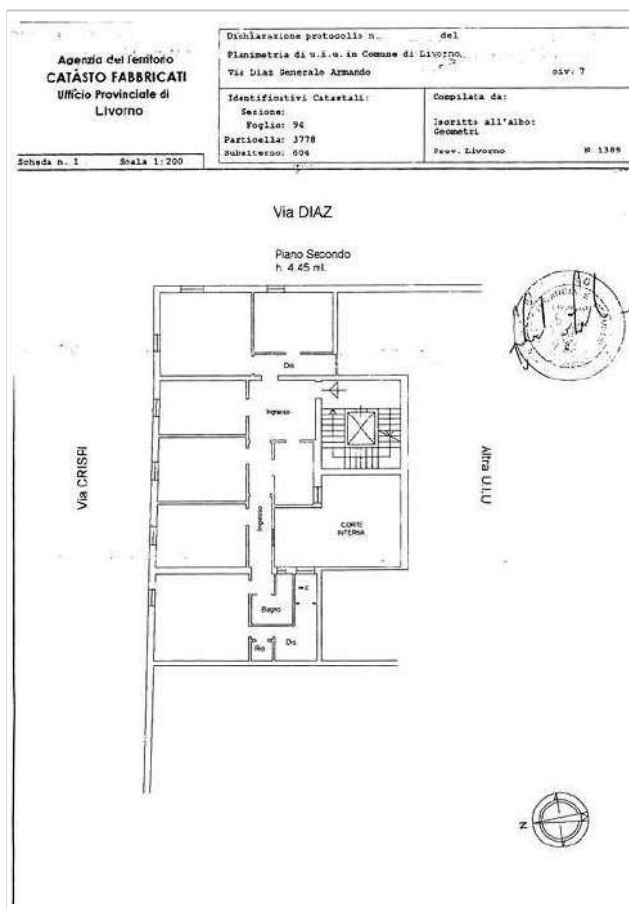 Agenzia del Territorio
CATASTO FABBRICATI
Ufficio Provinciale di
Livorno
Scheda n. 1 Scala 1:200
Dichiarazione protocollo n. del
Planimetria di u.i.u. in Comune di Livorno
Via Diaz Generale Armando civ. 7
Identificativi Catastali:
Sezione:
Foglio: 94
Particella: 3778
Subalterno: 604
Compilata da:
Iscritto all'albo:
Geometri
Prov. Livorno N. 1389
Via DIAZ
Piano Secondo
h. 4.45 ml.
Dis
Ingresso
Via CRISPI
Altra U.I.U
Ingresso
CORTE
INTERNA
w.c
Bagno
Rip
Dis
N